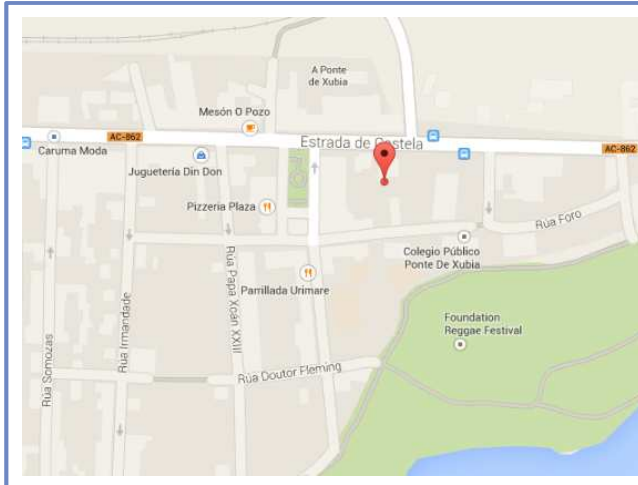 A Ponte
de Xubia
Mesón O Pozo
AC-862
Estrada de Castela
Caruma Moda
Juguetería Din Don
AC-862
Pizzeria Plaza
Rúa Foro
Colegio Público
Ponte De Xubia
Rúa Papa Xoán XXIII
Parrillada Urimare
Rúa Irmandade
Foundation
Reggae Festival
Rúa Somozas
Rúa Doutor Fleming